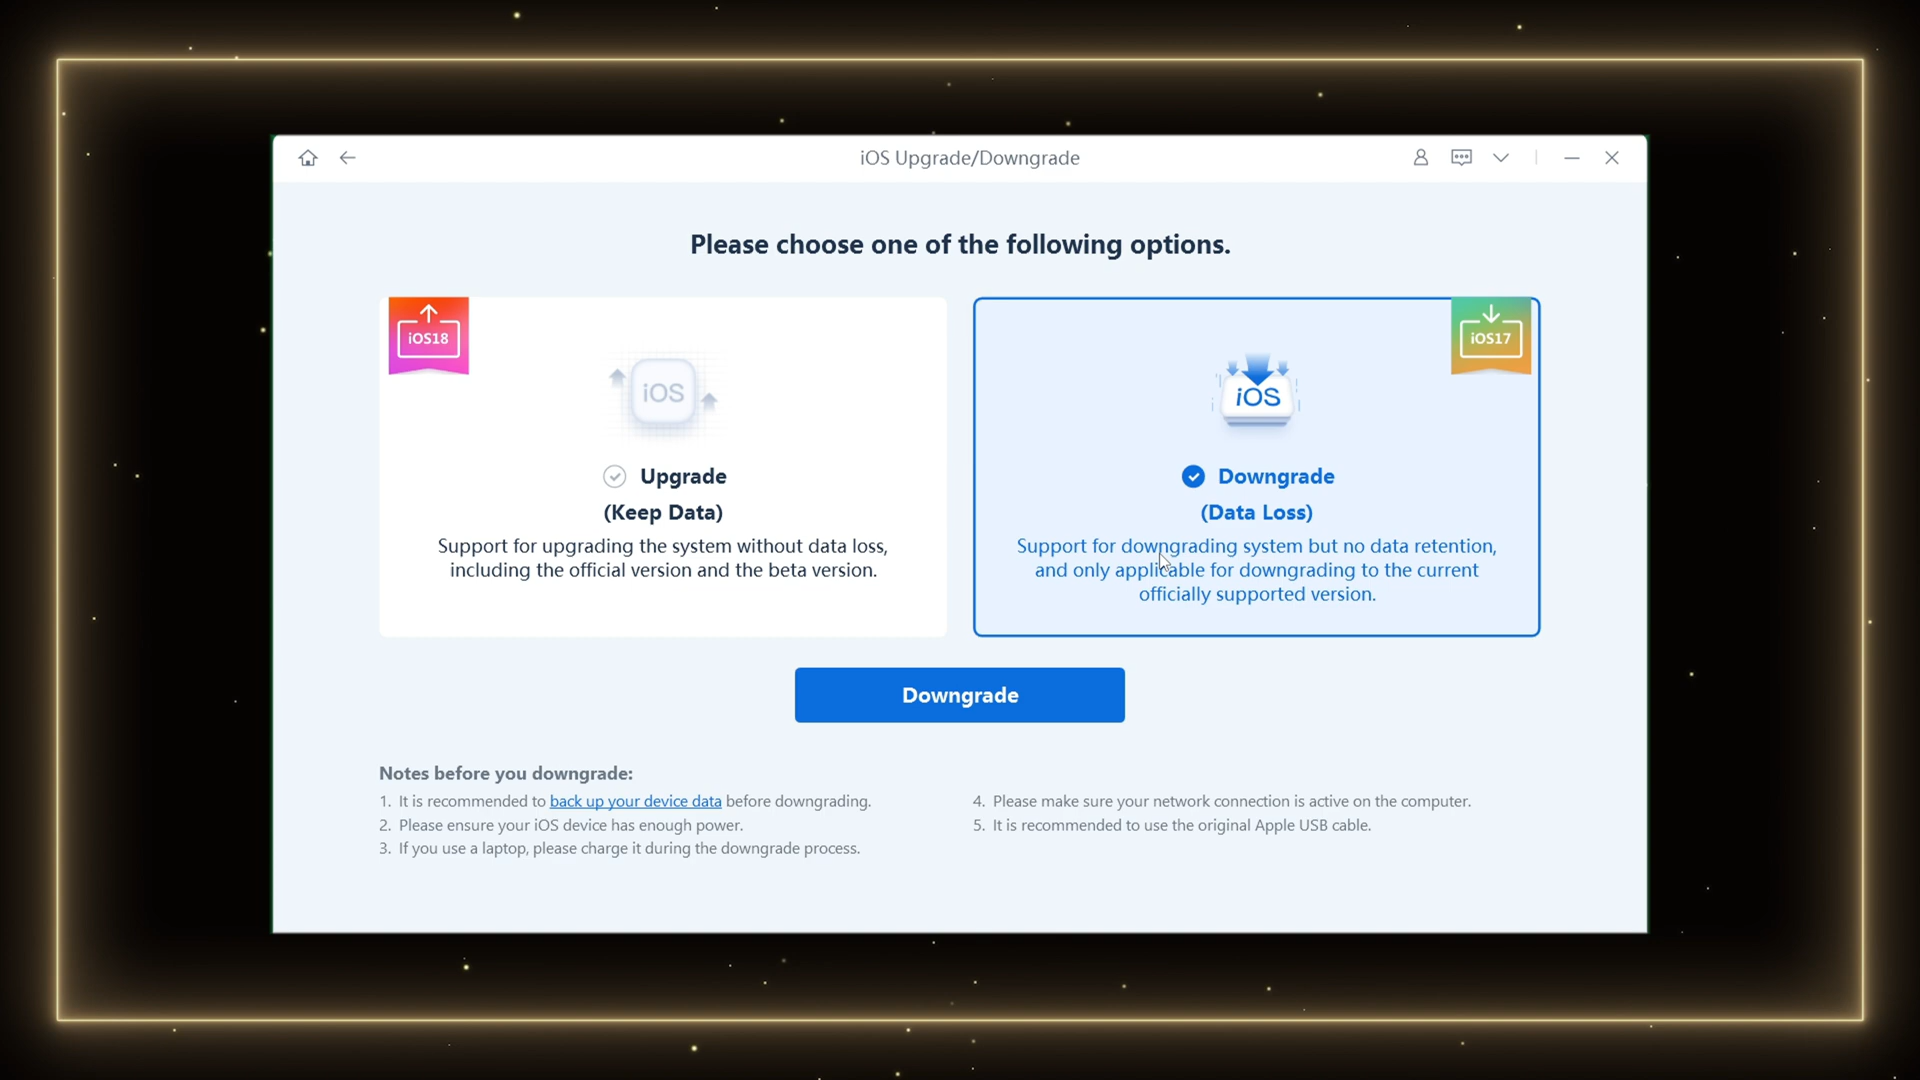 iOS Upgrade/Downgrade
Please choose one of the following options.
iOS18
iOS
Upgrade
(Keep Data)
Support for upgrading the system without data loss,
including the official version and the beta version.
iOS17
iOS
Downgrade
(Data Loss)
Support for downgrading system but no data retention,
and only applicable for downgrading to the current
officially supported version.
Downgrade
Notes before you downgrade:
1. It is recommended to back up your device data before downgrading.
2. Please ensure your iOS device has enough power.
3. If you use a laptop, please charge it during the downgrade process.
4. Please make sure your network connection is active on the computer.
5. It is recommended to use the original Apple USB cable.